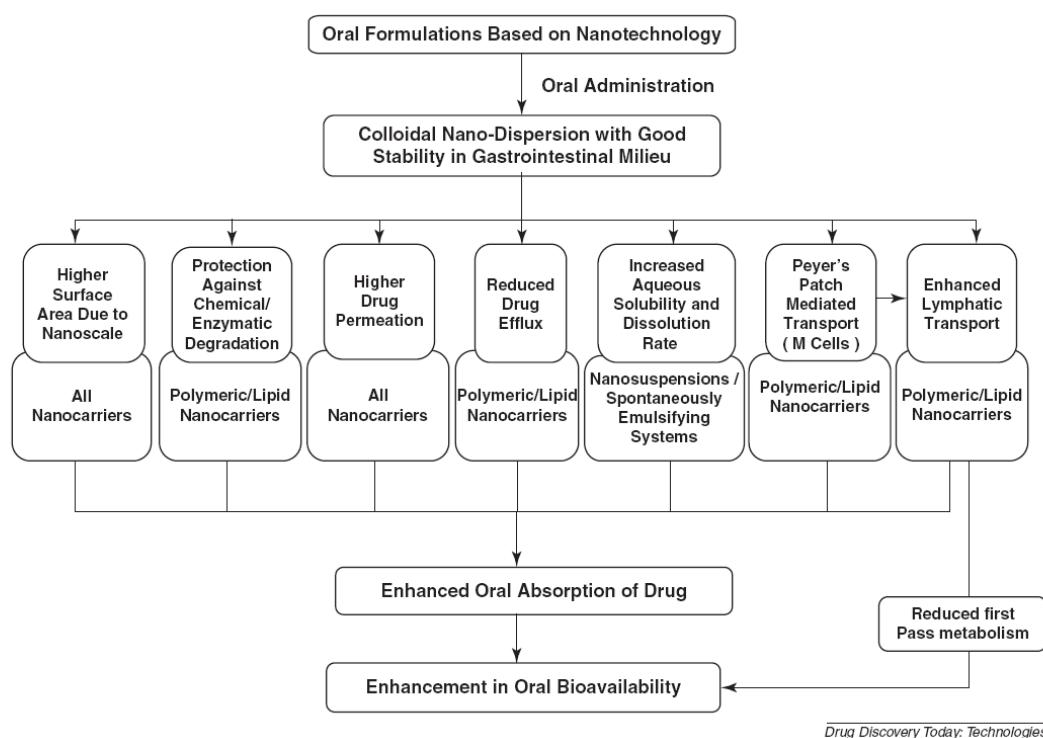 Oral Formulations Based on Nanotechnology
Oral Administration
Colloidal Nano-Dispersion with Good
Stability in Gastrointestinal Milieu
Higher
Surface
Area Due to
Nanoscale
All
Nanocarriers
Protection
Against
Chemical/
Enzymatic
Degradation
Polymeric/Lipid
Nanocarriers
Higher
Drug
Permeation
All
Nanocarriers
Reduced
Drug
Efflux
Polymeric/Lipid
Nanocarriers
Increased
Aqueous
Solubility and
Dissolution
Rate
Nanosuspensions /
Spontaneously
Emulsifying
Systems
Peyer's
Patch
Mediated
Transport
( M Cells )
Polymeric/Lipid
Nanocarriers
Enhanced
Lymphatic
Transport
Polymeric/Lipid
Nanocarriers
Enhanced Oral Absorption of Drug
Reduced first
Pass metabolism
Enhancement in Oral Bioavailability
Drug Discovery Today: Technologies